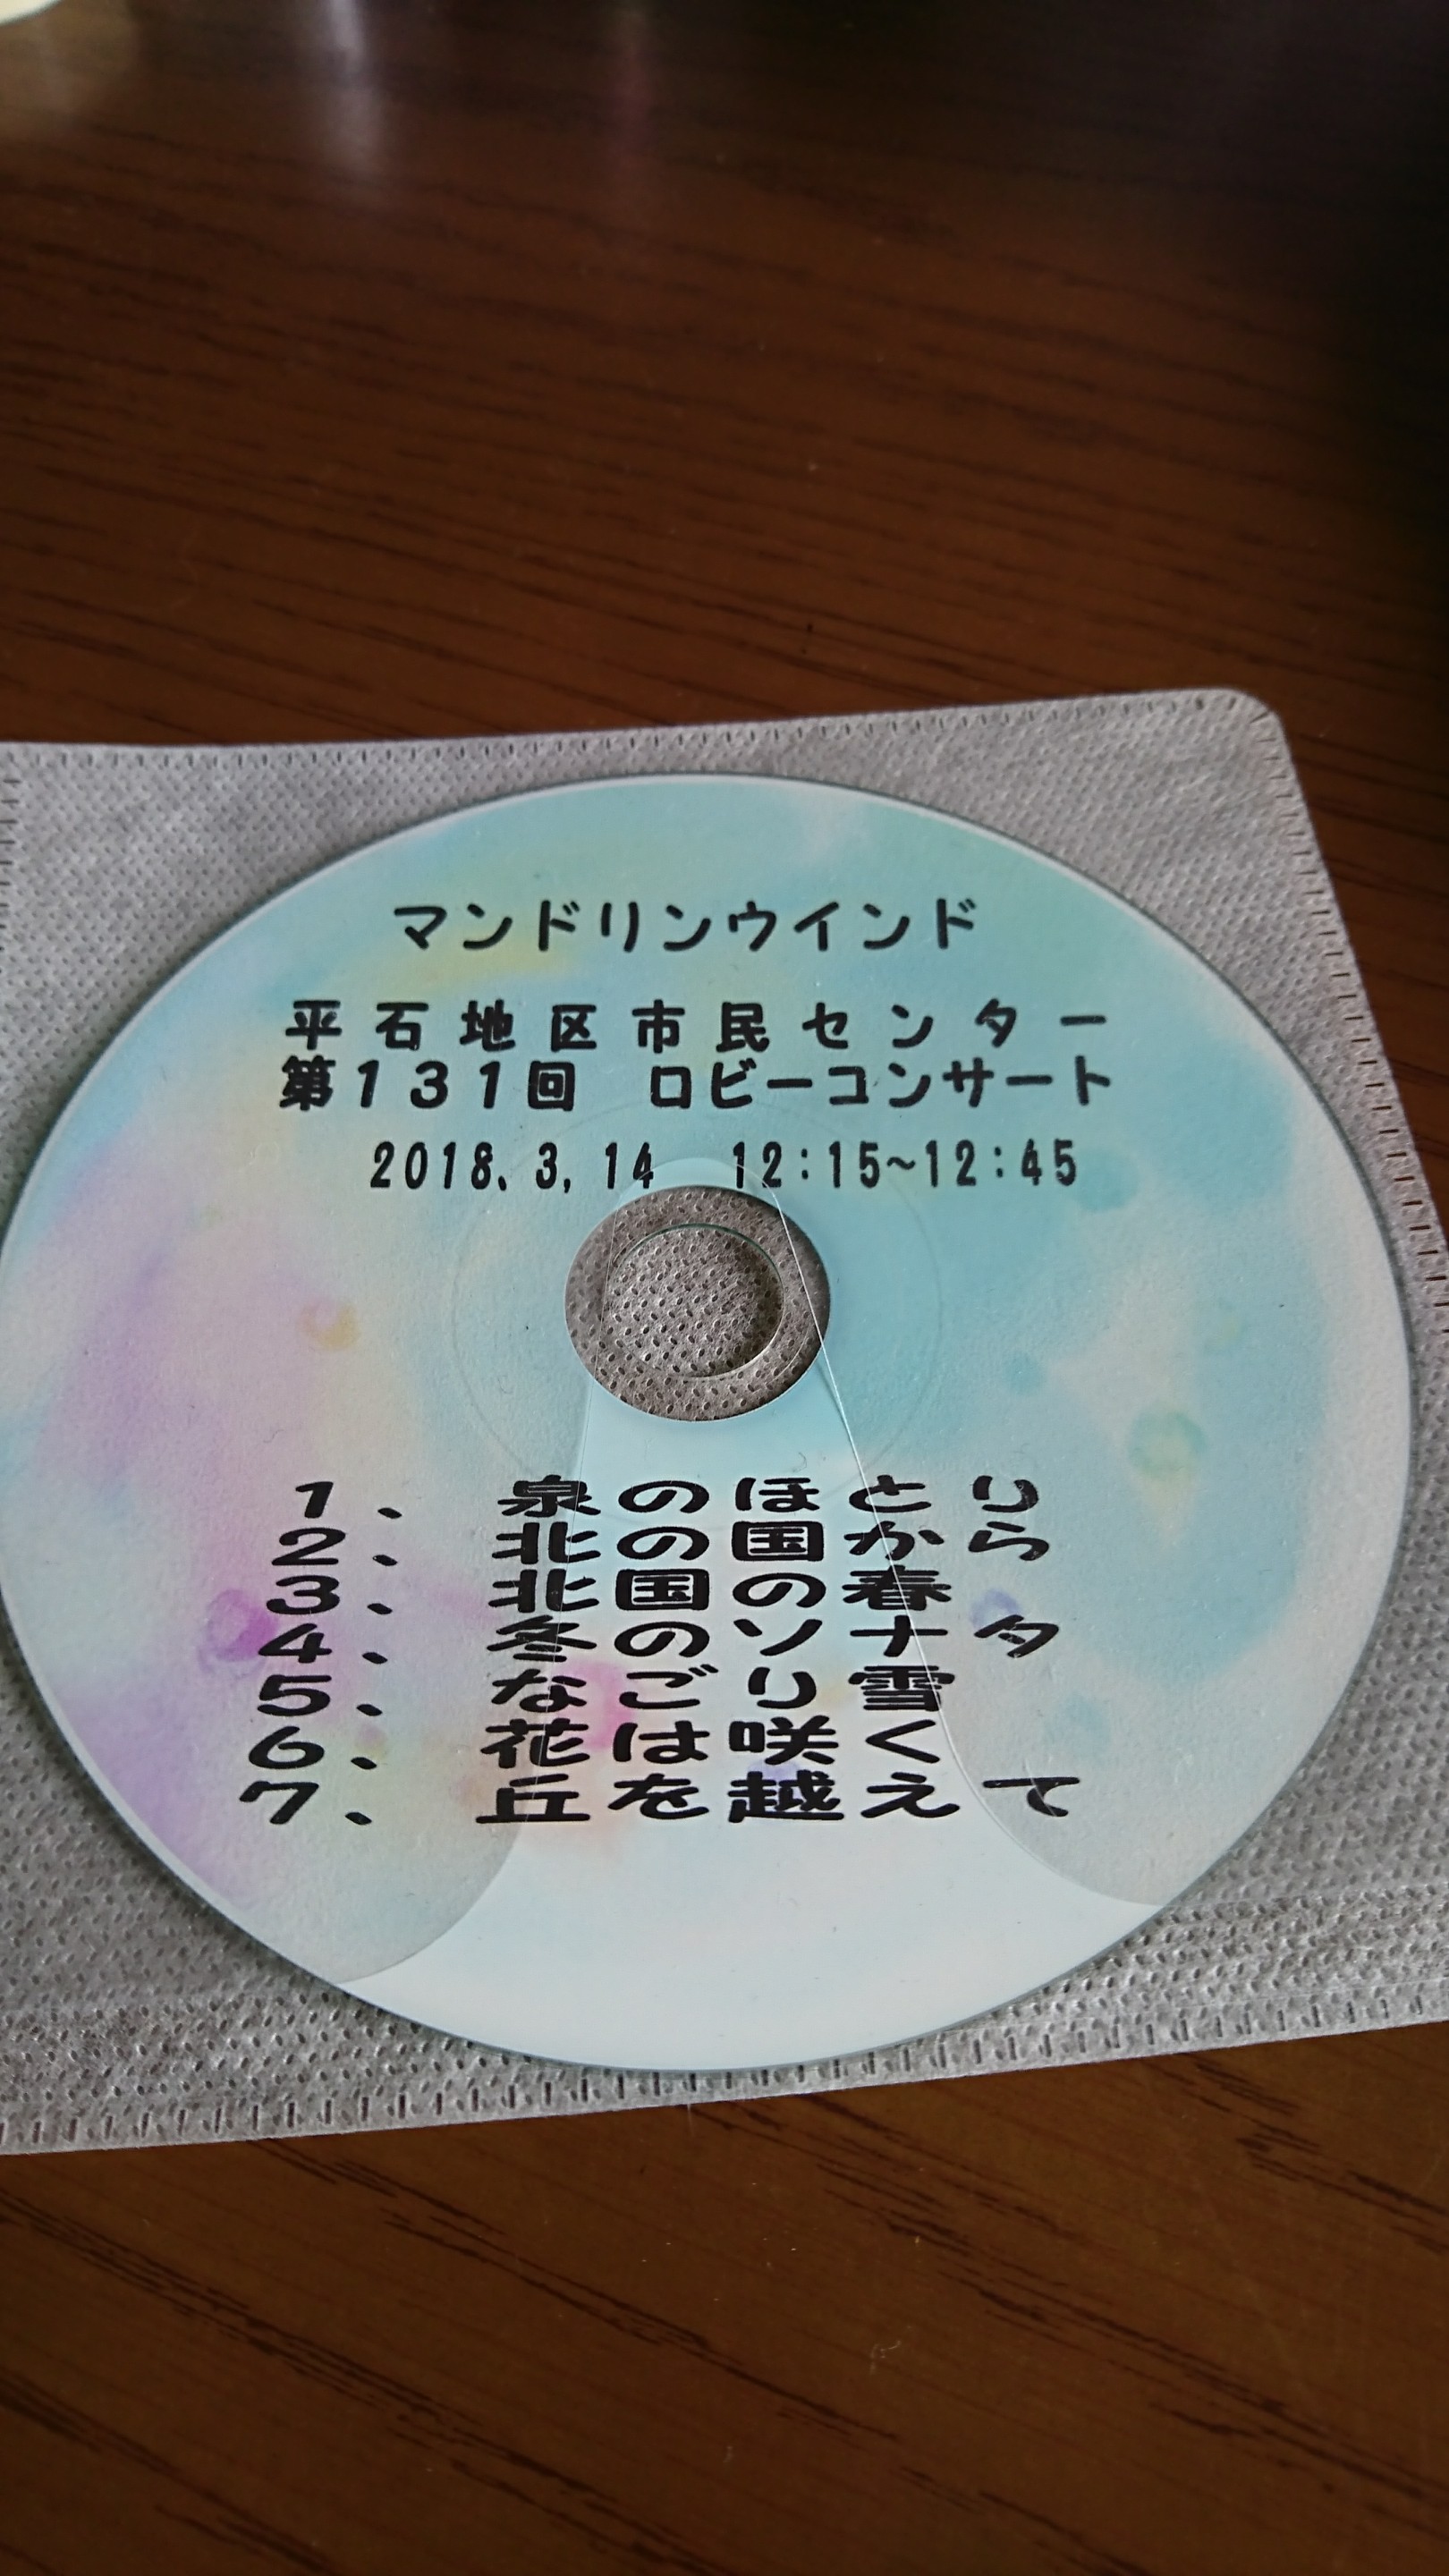 マンドリンウインド
平石地区市民センター
第131回　ロビーコンサート
2018.3,14　12:15~12:45
1、泉のほとり
2、北の国から
3、北国の春
4、冬のソナタ
5、なごり雪
6、花は咲く
7、丘を越えて